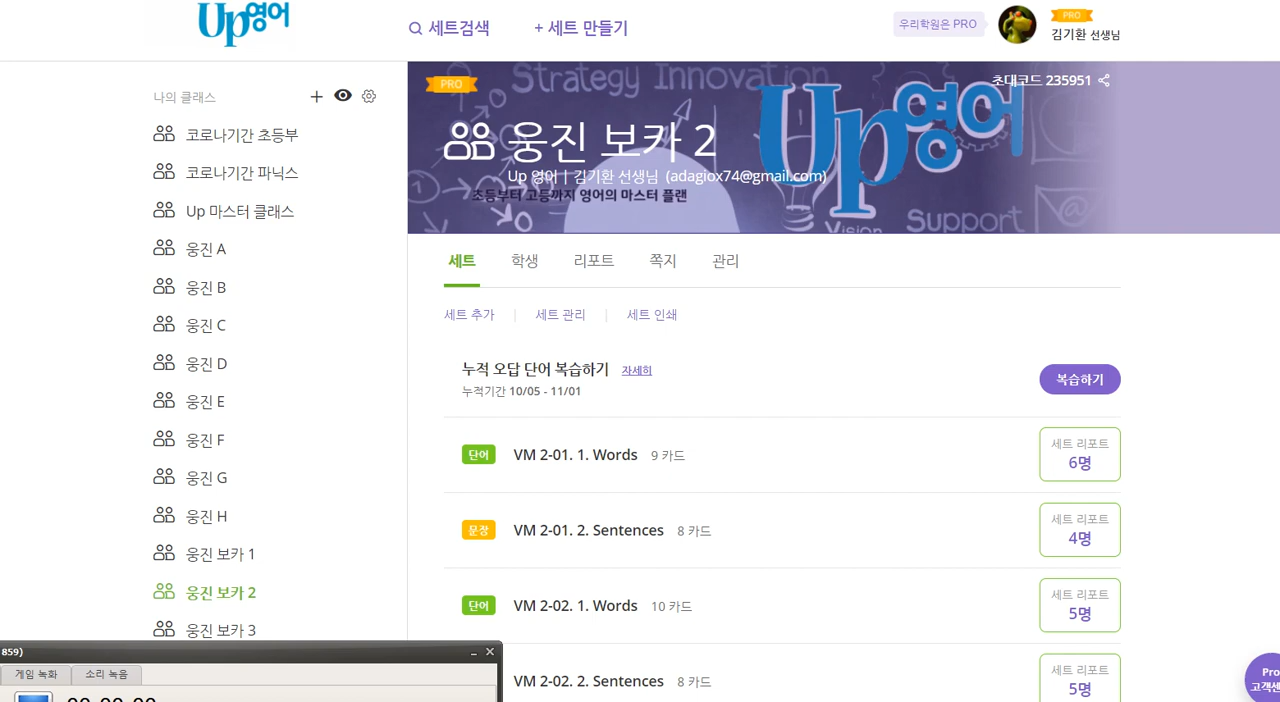 Up영어
세트검색
+ 세트 만들기
우리학원은 PRO
PRO
김기환 선생님
나의 클래스
코로나기간 초등부
코로나기간 파닉스
Up 마스터 클래스
웅진 A
웅진 B
웅진 C
웅진 D
웅진 E
웅진 F
웅진 G
웅진 H
웅진 보카 1
웅진 보카 2
웅진 보카 3
PRO
Strategy Innovation
초대코드 235951
Up영어
웅진 보카 2
Up 영어 | 김기환 선생님 (adagiox74@gmail.com)
초등부터 고등까지 영어의 마스터 플랜
Vision
Support
세트
학생
리포트
쪽지
관리
세트 추가
세트 관리
세트 인쇄
누적 오답 단어 복습하기 자세히
누적기간 10/05 - 11/01
복습하기
단어 VM 2-01. 1. Words 9 카드
세트 리포트
6명
문장 VM 2-01. 2. Sentences 8 카드
세트 리포트
4명
단어 VM 2-02. 1. Words 10 카드
세트 리포트
5명
VM 2-02. 2. Sentences 8 카드
세트 리포트
5명
859)
게임 녹화
소리 녹음
Pro